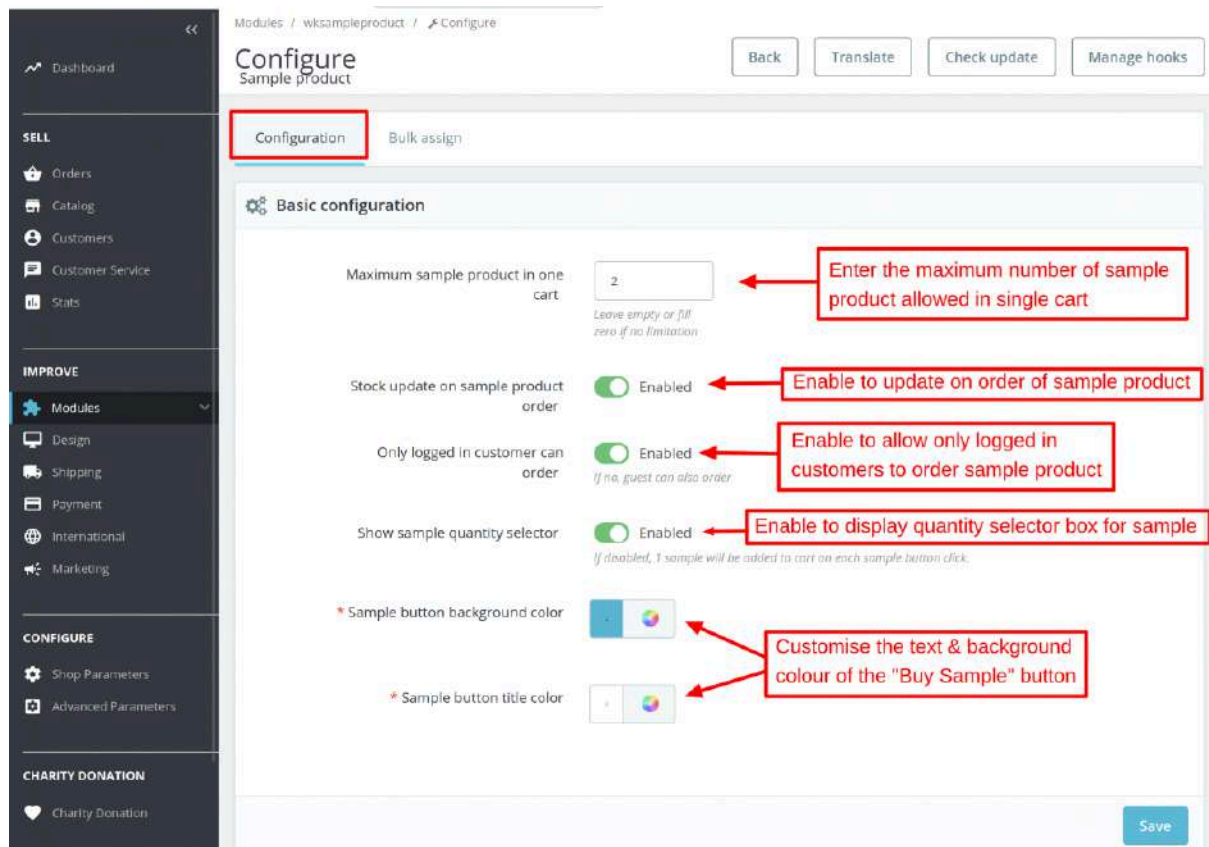 Modules / wksampleproduct / Configure
Configure
Sample product
Back
Translate
Check update
Manage hooks
Dashboard
SELL
Orders
Catalog
Customers
Customer Service
Stats
IMPROVE
Modules
Design
Shipping
Payment
International
Marketing
CONFIGURE
Shop Parameters
Advanced Parameters
CHARITY DONATION
Charity Donation
Configuration
Bulk assign
Basic configuration
Maximum sample product in one
cart
2
Leave empty or fill
zero if no limitation
Enter the maximum number of sample
product allowed in single cart
Stock update on sample product
order
Enabled
Enable to update on order of sample product
Only logged in customer can
order
Enabled
If no, guest can also order
Enable to allow only logged in
customers to order sample product
Show sample quantity selector
Enabled
If disabled, 1 sample will be added to cart on each sample button click.
Enable to display quantity selector box for sample
* Sample button background color
* Sample button title color
Customise the text & background
colour of the "Buy Sample" button
Save